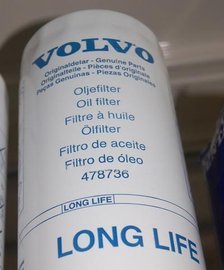 VOLVO
Originaldelar - Genuine Parts
Originalteile - Pièces d'origine
Peças Genuinas - Piezas Originales
Oljefilter
Oil filter
Filtre à huile
Ölfilter
Filtro de aceite
Filtro de óleo
478736
LONG LIFE
LONG LIFE